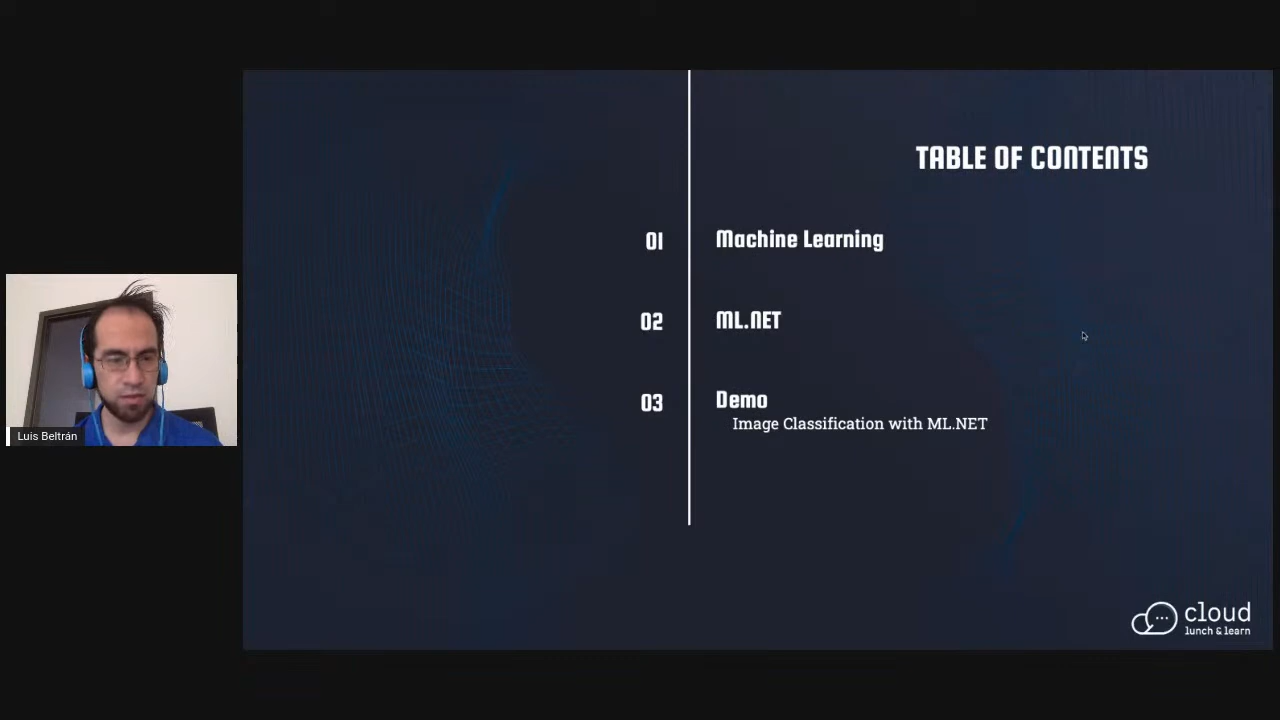 TABLE OF CONTENTS
01 Machine Learning
02 ML.NET
03 Demo
Image Classification with ML.NET
Luis Beltrán
cloud
lunch & learn